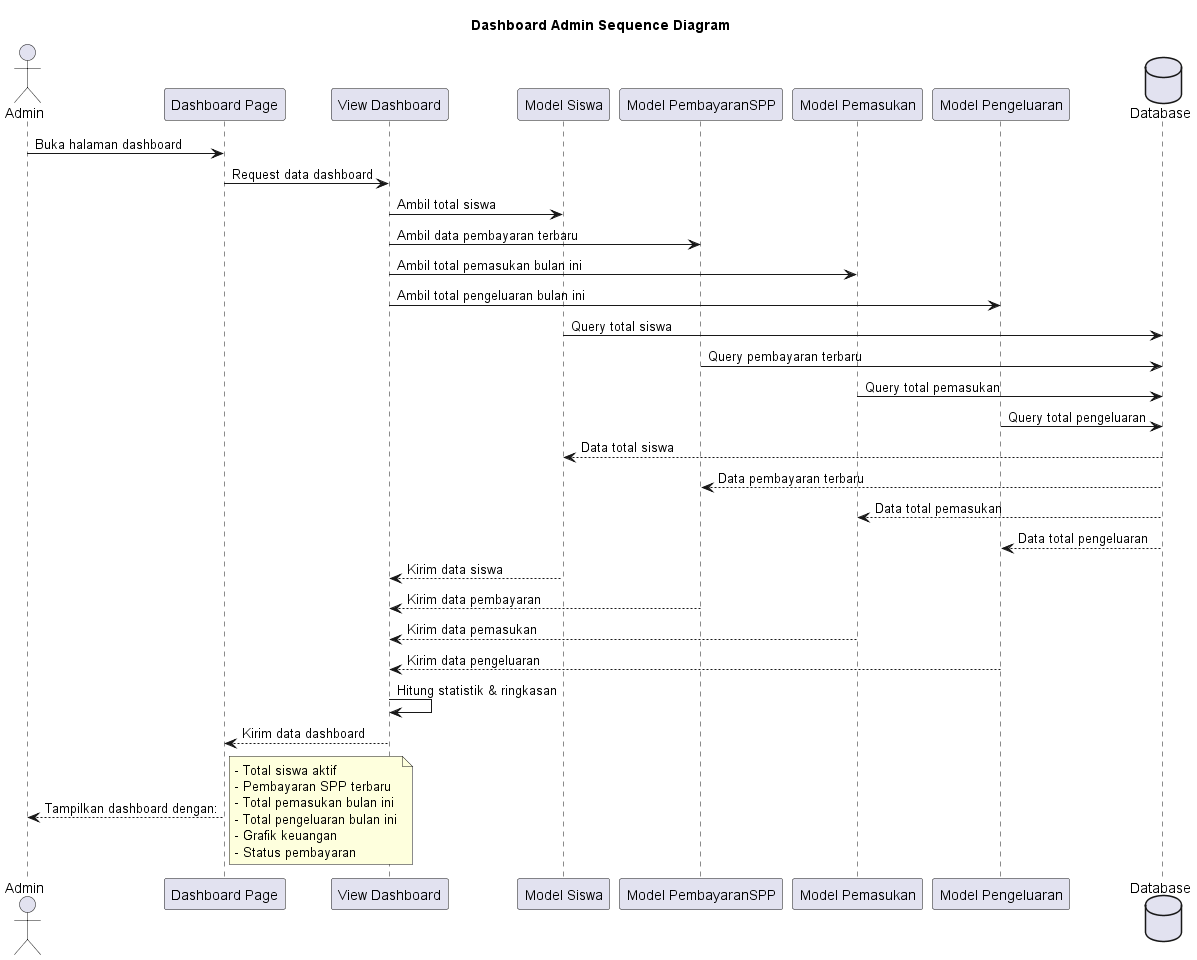 Dashboard Admin Sequence Diagram
Admin
Dashboard Page
View Dashboard
Model Siswa
Model PembayaranSPP
Model Pemasukan
Model Pengeluaran
Database
Buka halaman dashboard
Request data dashboard
Ambil total siswa
Ambil data pembayaran terbaru
Ambil total pemasukan bulan ini
Ambil total pengeluaran bulan ini
Query total siswa
Query pembayaran terbaru
Query total pemasukan
Query total pengeluaran
Data total siswa
Data pembayaran terbaru
Data total pemasukan
Data total pengeluaran
Kirim data siswa
Kirim data pembayaran
Kirim data pemasukan
Kirim data pengeluaran
Hitung statistik & ringkasan
Kirim data dashboard
Tampilkan dashboard dengan:
- Total siswa aktif
- Pembayaran SPP terbaru
- Total pemasukan bulan ini
- Total pengeluaran bulan ini
- Grafik keuangan
- Status pembayaran
Admin
Dashboard Page
View Dashboard
Model Siswa
Model PembayaranSPP
Model Pemasukan
Model Pengeluaran
Database